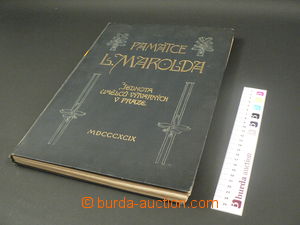 PAMÁTCE
L. MAROLDA
JEDNOTA
UMĚLCŮ VÝTVARNÝCH
V PRAZE
MDCCCXCIX
burda-auction.com